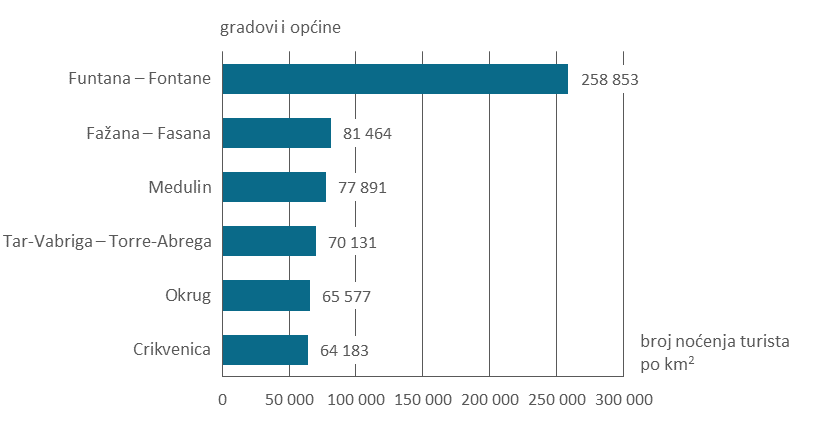 gradovi i općine
Funtana – Fontane 258 853
Fažana – Fasana 81 464
Medulin 77 891
Tar-Vabriga – Torre-Abrega 70 131
Okrug 65 577
Crikvenica 64 183
broj noćenja turista
po km²
0 50 000 100 000 150 000 200 000 250 000 300 000